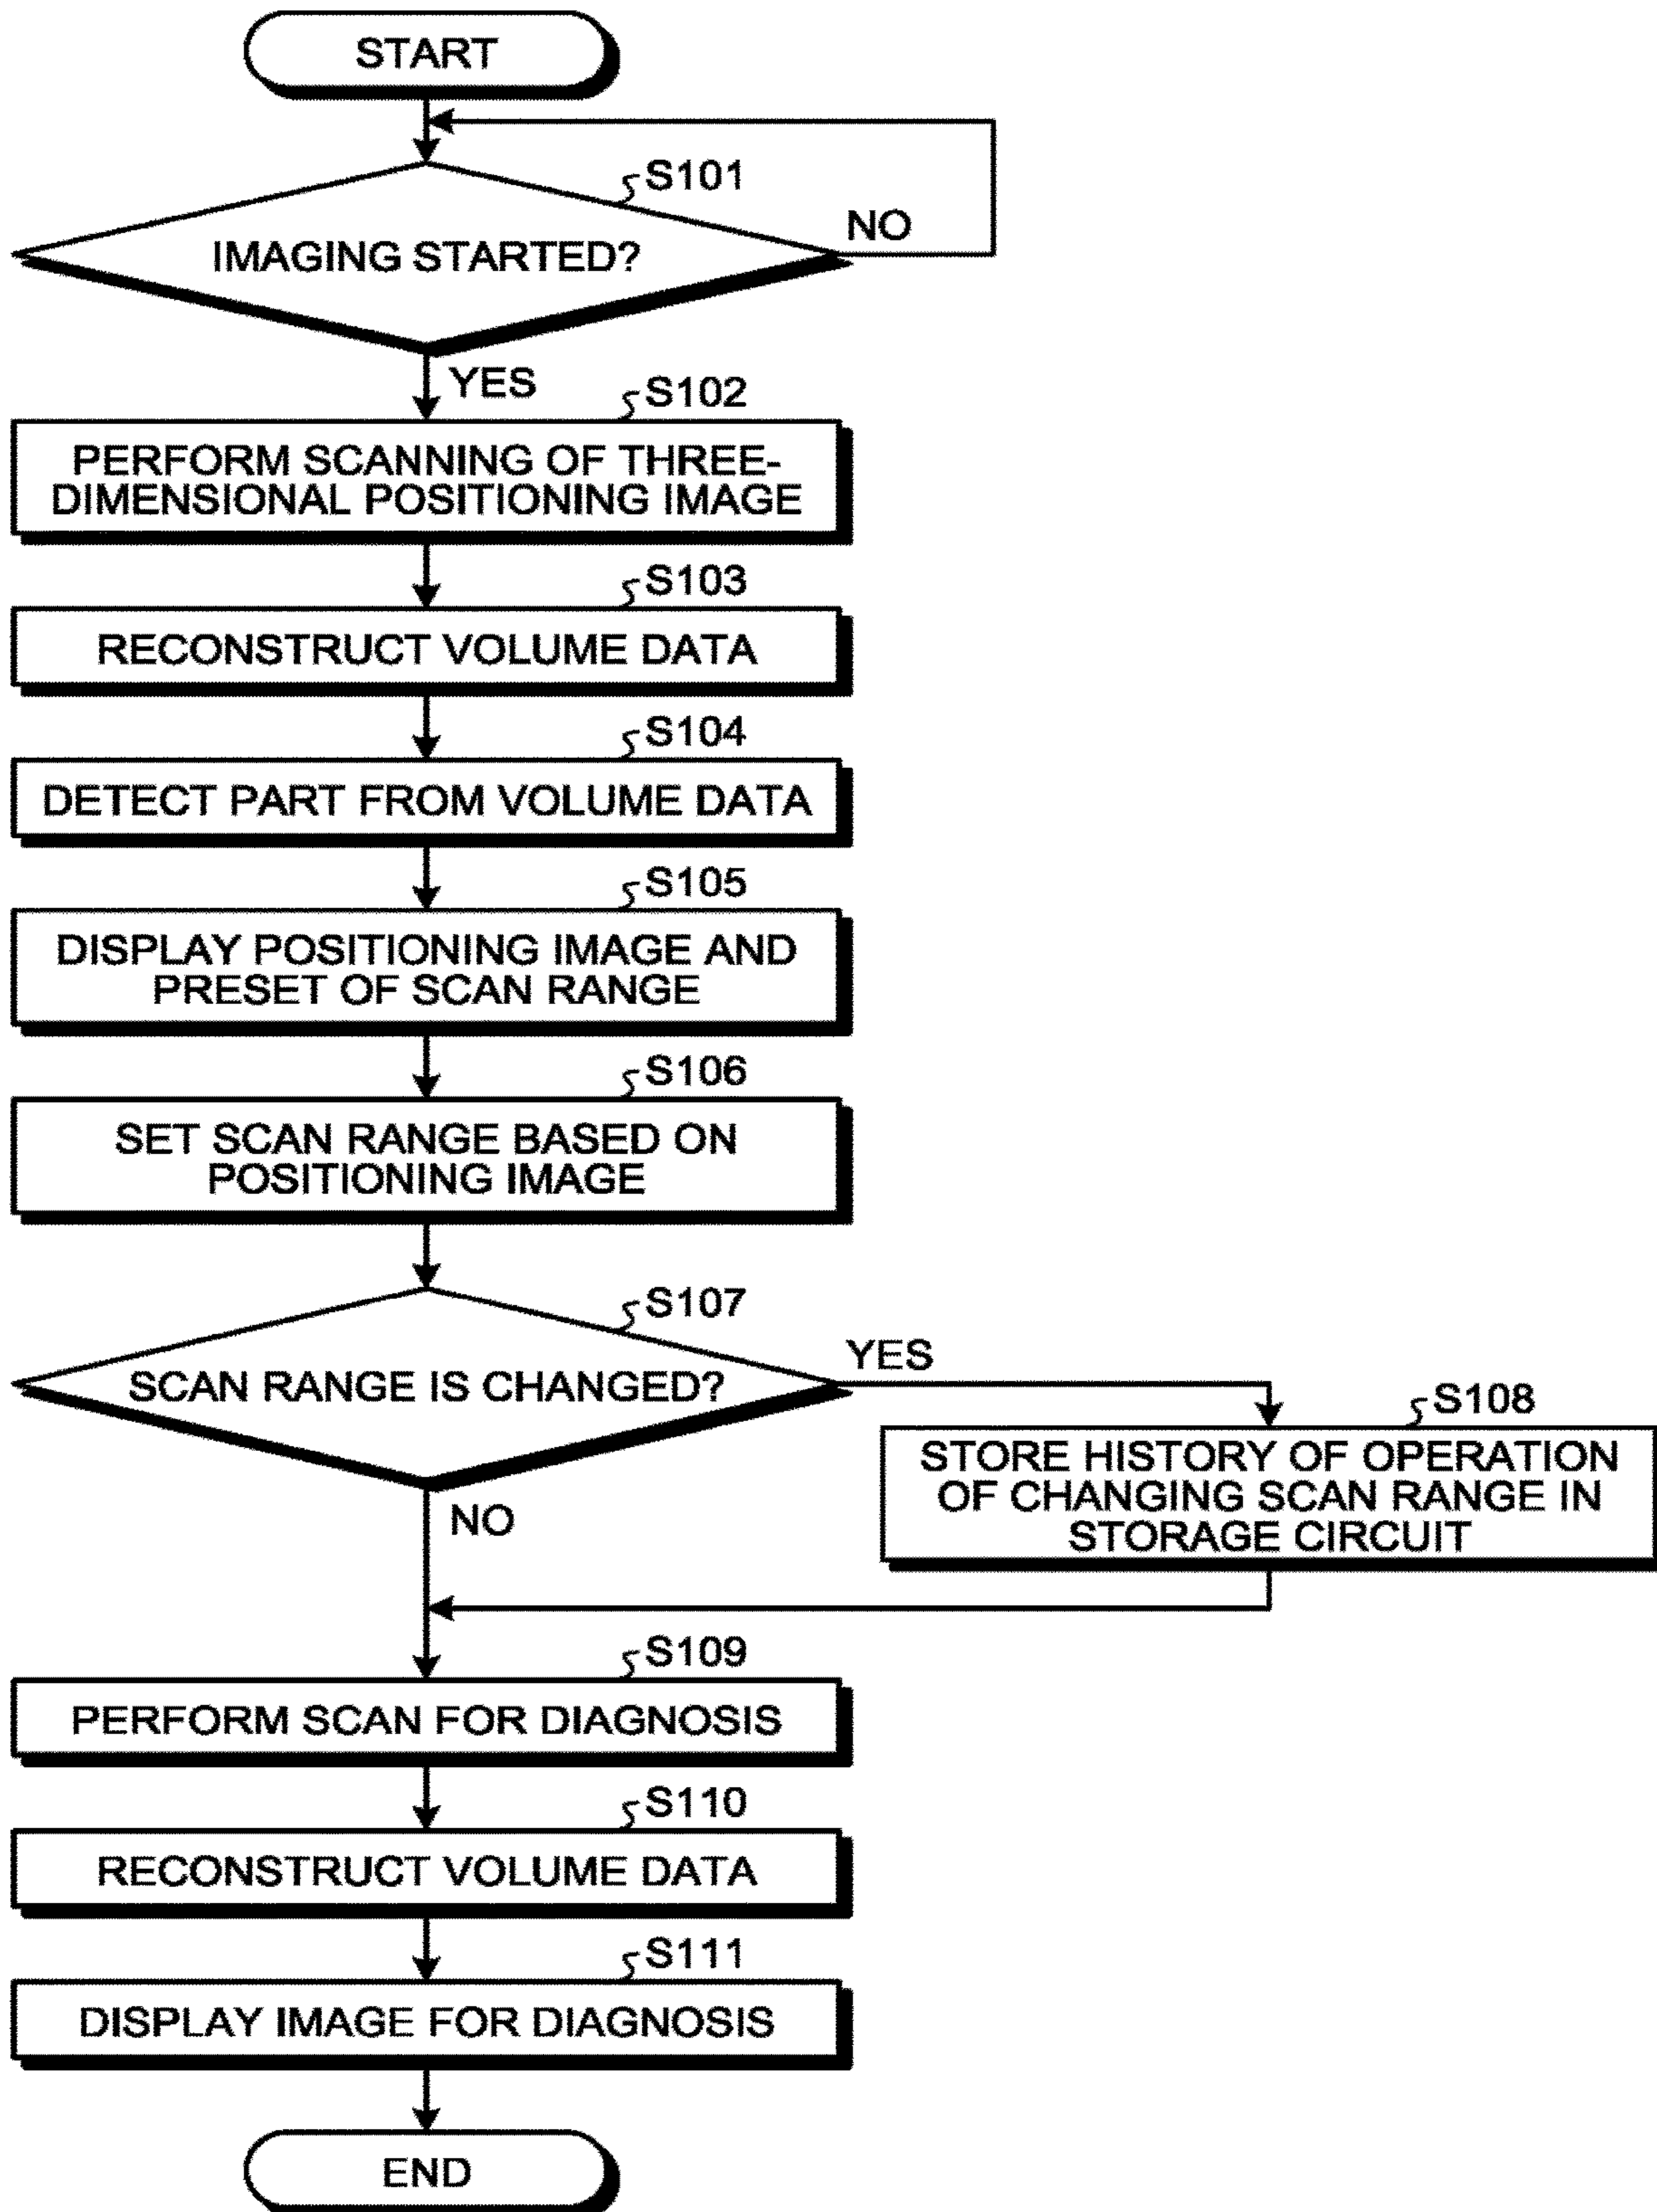 START
S101
IMAGING STARTED?
NO
YES
S102
PERFORM SCANNING OF THREE-
DIMENSIONAL POSITIONING IMAGE
S103
RECONSTRUCT VOLUME DATA
S104
DETECT PART FROM VOLUME DATA
S105
DISPLAY POSITIONING IMAGE AND
PRESET OF SCAN RANGE
S106
SET SCAN RANGE BASED ON
POSITIONING IMAGE
S107
SCAN RANGE IS CHANGED?
YES
S108
STORE HISTORY OF OPERATION
OF CHANGING SCAN RANGE IN
STORAGE CIRCUIT
NO
S109
PERFORM SCAN FOR DIAGNOSIS
S110
RECONSTRUCT VOLUME DATA
S111
DISPLAY IMAGE FOR DIAGNOSIS
END